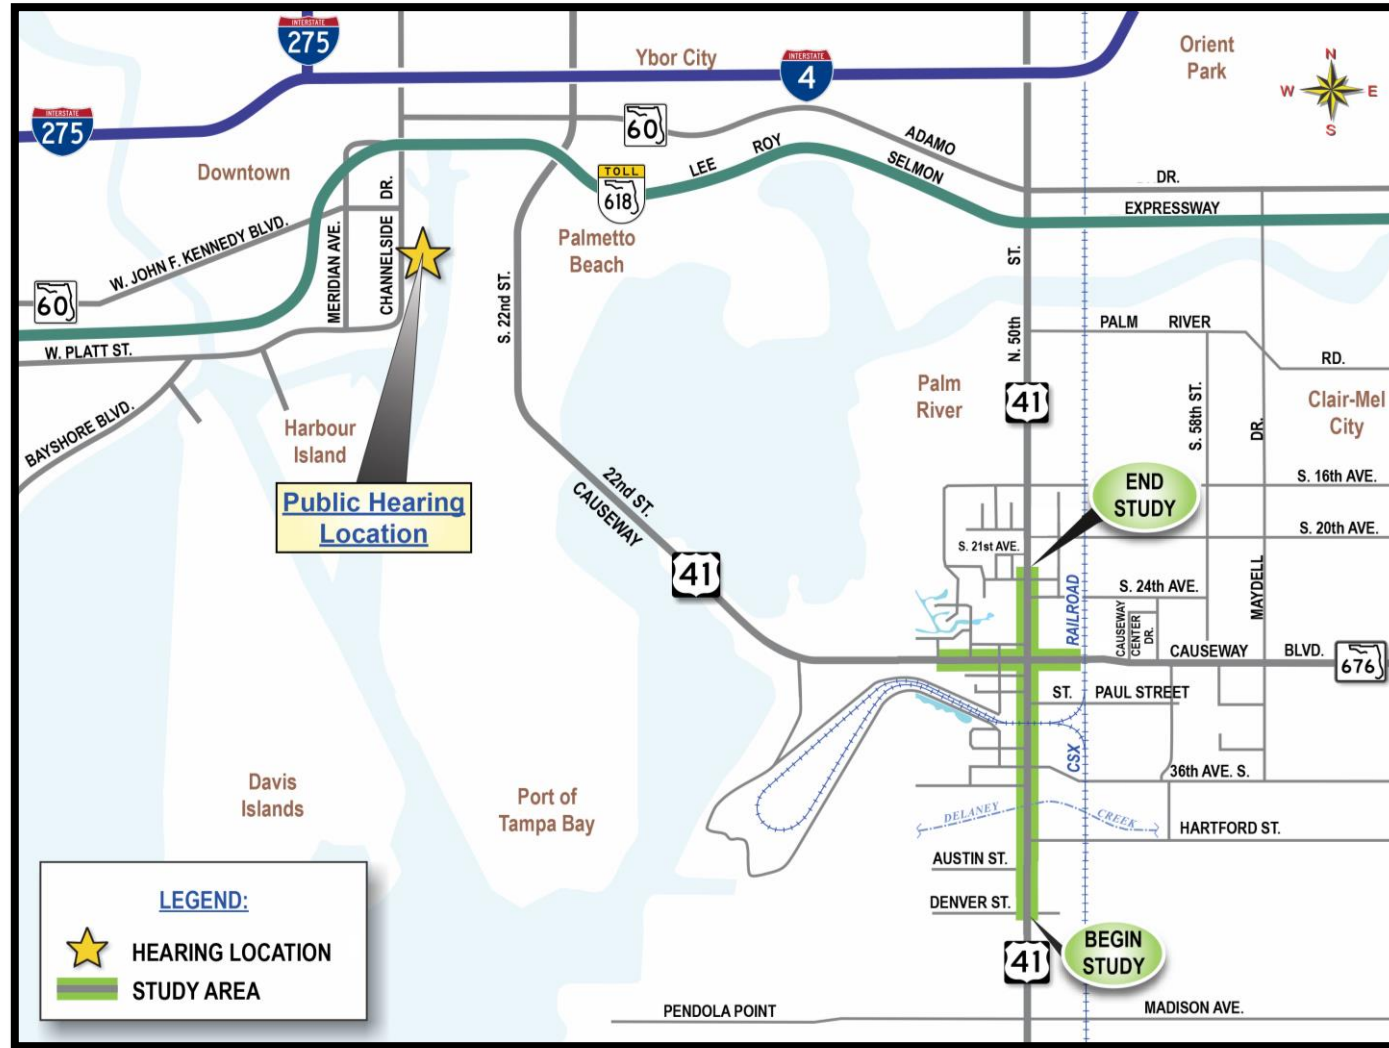 INTERSTATE
275
Ybor City
INTERSTATE
4
Orient
Park
N
W
E
S
INTERSTATE
275
60
ADAMO
DR.
Downtown
LEE ROY SELMON
EXPRESSWAY
TOLL
618
CHANNELSIDE DR.
MERIDIAN AVE.
W. JOHN F. KENNEDY BLVD.
60
Palmetto
Beach
S. 22nd ST.
N. 50th ST.
W. PLATT ST.
PALM RIVER
RD.
BAYSHORE BLVD.
Harbour
Island
Palm
River
41
S. 58th ST.
MAYDELL DR.
Clair-Mel
City
Public Hearing
Location
22nd ST.
CAUSEWAY
41
END
STUDY
S. 16th AVE.
S. 20th AVE.
S. 21st AVE.
S. 24th AVE.
CSX RAILROAD
CAUSEWAY
CENTER
DR.
CAUSEWAY BLVD.
676
ST. PAUL STREET
36th AVE. S.
Davis
Islands
Port of
Tampa Bay
DELANEY CREEK
HARTFORD ST.
AUSTIN ST.
DENVER ST.
BEGIN
STUDY
41
PENDOLA POINT
MADISON AVE.
LEGEND:
HEARING LOCATION
STUDY AREA